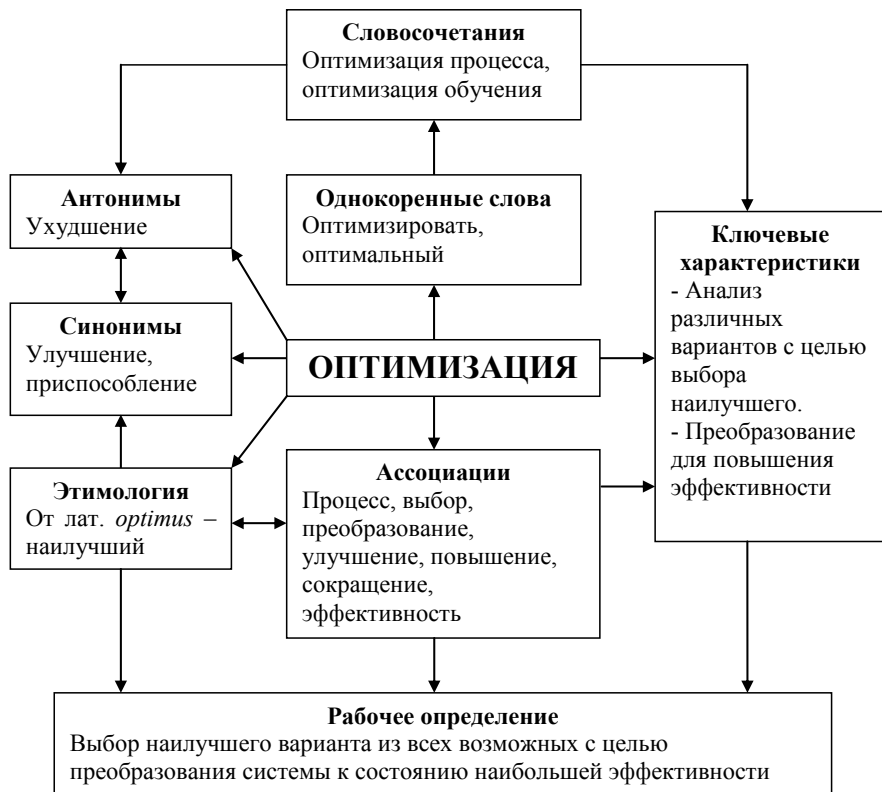 Словосочетания
Оптимизация процесса,
оптимизация обучения
Антонимы
Ухудшение
Однокоренные слова
Оптимизировать,
оптимальный
Ключевые
характеристики
- Анализ
различных
вариантов с целью
выбора
наилучшего.
- Преобразование
для повышения
эффективности
Синонимы
Улучшение,
приспособление
ОПТИМИЗАЦИЯ
Этимология
От лат. optimus –
наилучший
Ассоциации
Процесс, выбор,
преобразование,
улучшение, повышение,
сокращение,
эффективность
Рабочее определение
Выбор наилучшего варианта из всех возможных с целью
преобразования системы к состоянию наибольшей эффективности